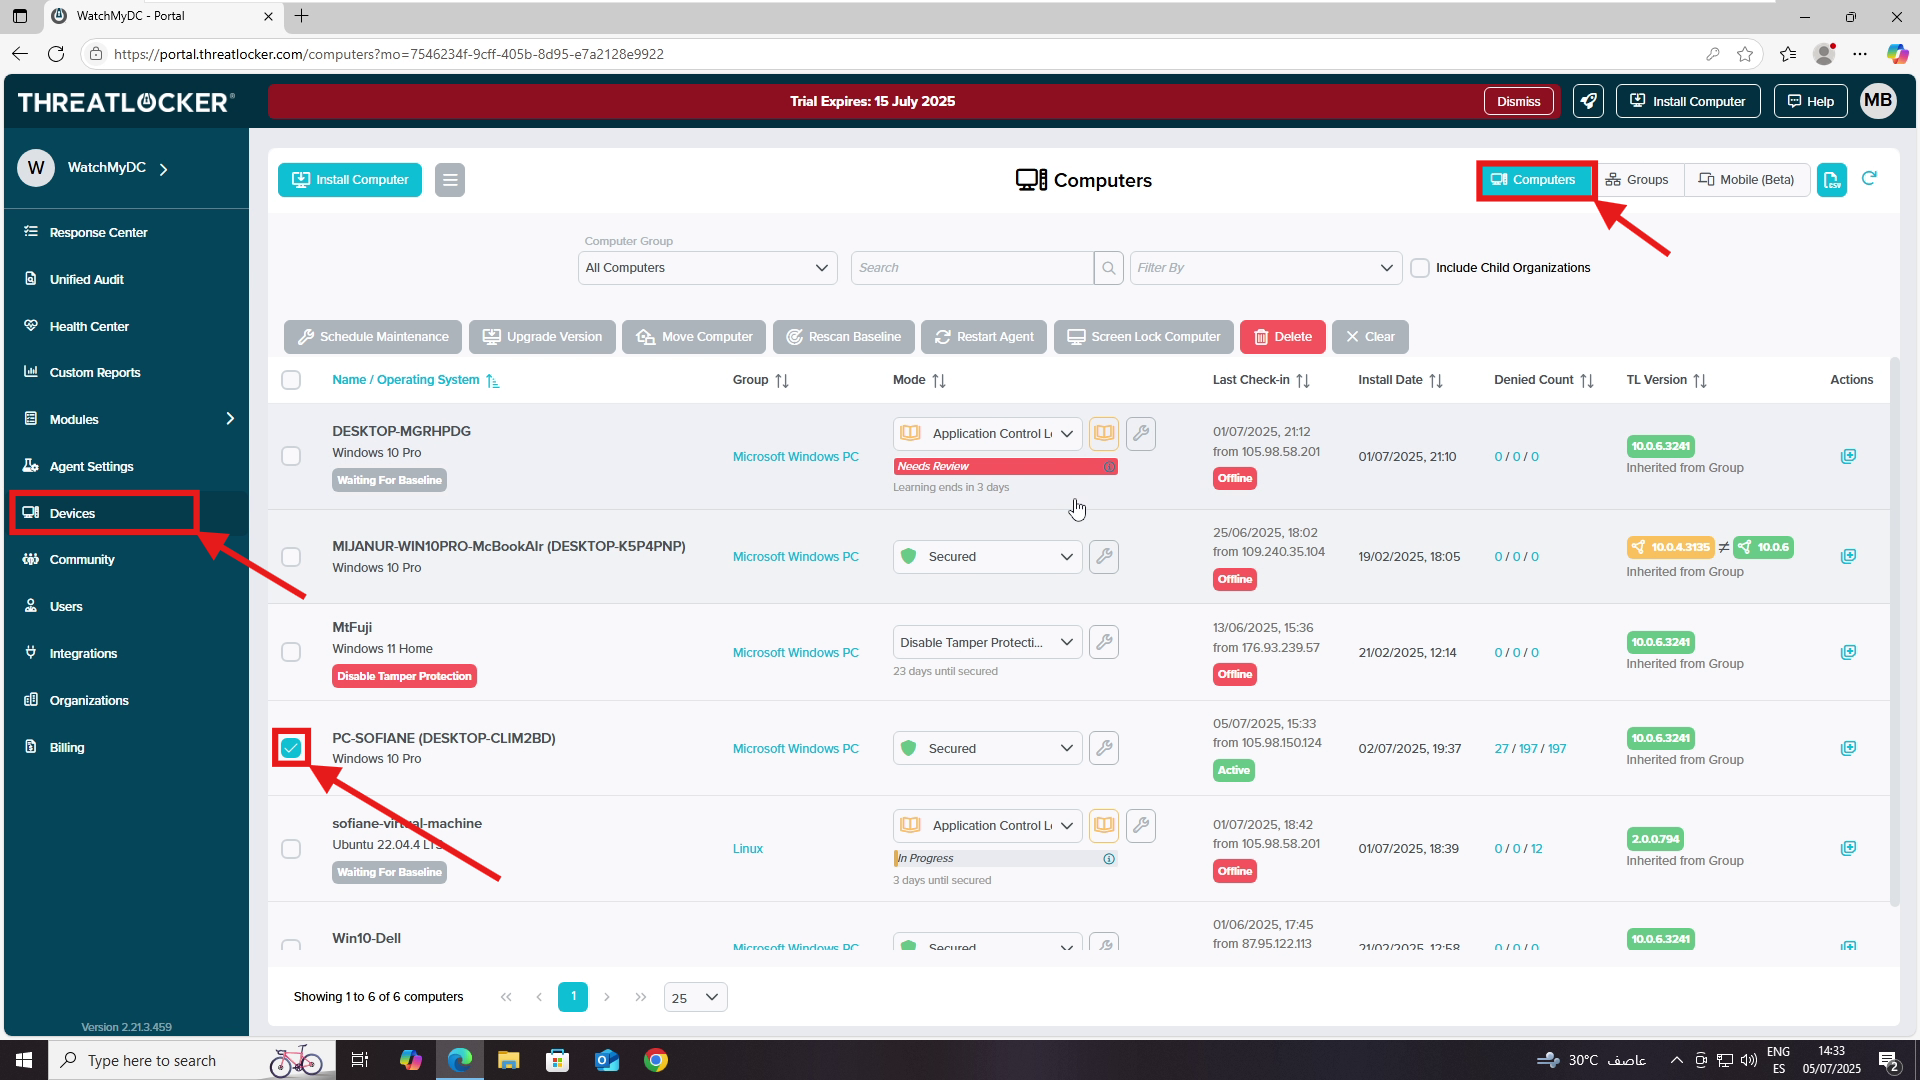 WatchMyDC - Portal
https://portal.threatlocker.com/computers?mo=7546234f-9cff-405b-8d95-e7a2128e9922
THREATLOCKER
Trial Expires: 15 July 2025
Dismiss
Install Computer
Help
MB
W
WatchMyDC
Response Center
Unified Audit
Health Center
Custom Reports
Modules
Agent Settings
Devices
Community
Users
Integrations
Organizations
Billing
Version 2.21.3.459
Install Computer
Computers
Computers
Groups
Mobile (Beta)
CSV
Computer Group
All Computers
Search
Filter By
Include Child Organizations
Schedule Maintenance
Upgrade Version
Move Computer
Rescan Baseline
Restart Agent
Screen Lock Computer
Delete
Clear
Name / Operating System
Group
Mode
Last Check-in
Install Date
Denied Count
TL Version
Actions
DESKTOP-MGRHPDG
Windows 10 Pro
Waiting For Baseline
Microsoft Windows PC
Application Control L
Needs Review
Learning ends in 3 days
01/07/2025, 21:12
from 105.98.58.201
Offline
01/07/2025, 21:10
0 / 0 / 0
10.0.6.3241
Inherited from Group
MIJANUR-WIN10PRO-McBookAIr (DESKTOP-K5P4PNP)
Windows 10 Pro
Microsoft Windows PC
Secured
25/06/2025, 18:02
from 109.240.35.104
Offline
19/02/2025, 18:05
0 / 0 / 0
10.0.4.3135 ≠ 10.0.6
Inherited from Group
MtFuji
Windows 11 Home
Disable Tamper Protection
Microsoft Windows PC
Disable Tamper Protecti...
23 days until secured
13/06/2025, 15:36
from 176.93.239.57
Offline
21/02/2025, 12:14
0 / 0 / 0
10.0.6.3241
Inherited from Group
PC-SOFIANE (DESKTOP-CLIM2BD)
Windows 10 Pro
Microsoft Windows PC
Secured
05/07/2025, 15:33
from 105.98.150.124
Active
02/07/2025, 19:37
27 / 197 / 197
10.0.6.3241
Inherited from Group
sofiane-virtual-machine
Ubuntu 22.04.4 LTS
Waiting For Baseline
Linux
Application Control L
In Progress
3 days until secured
01/07/2025, 18:42
from 105.98.58.201
Offline
01/07/2025, 18:39
0 / 0 / 12
2.0.0.794
Inherited from Group
Win10-Dell
Microsoft Windows PC
Secured
01/06/2025, 17:45
from 87.95.122.113
21/02/2025, 12:58
0 / 0 / 0
10.0.6.3241
Showing 1 to 6 of 6 computers
1
25
Type here to search
30°C عاصف
ENG
ES
14:33
05/07/2025
2